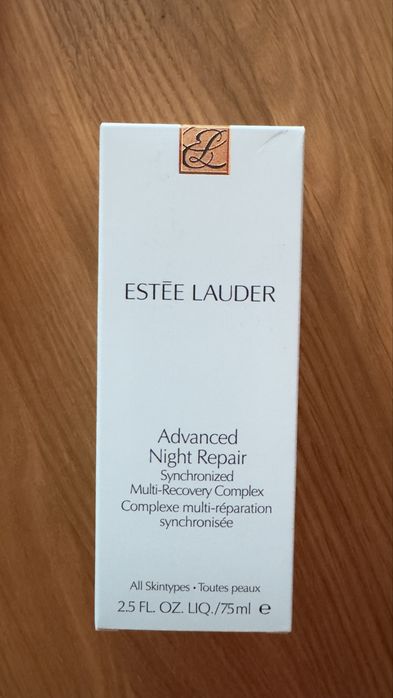 EL
ESTĒE LAUDER
Advanced
Night Repair
Synchronized
Multi-Recovery Complex
Complexe multi-réparation
synchronisée
All Skintypes • Toutes peaux
2.5 FL. OZ. LIQ./75ml ℮